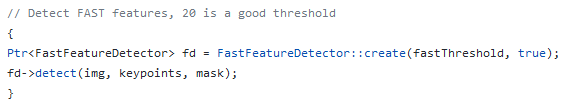 // Detect FAST features, 20 is a good threshold
{
Ptr<FastFeatureDetector> fd = FastFeatureDetector::create(fastThreshold, true);
fd->detect(img, keypoints, mask);
}